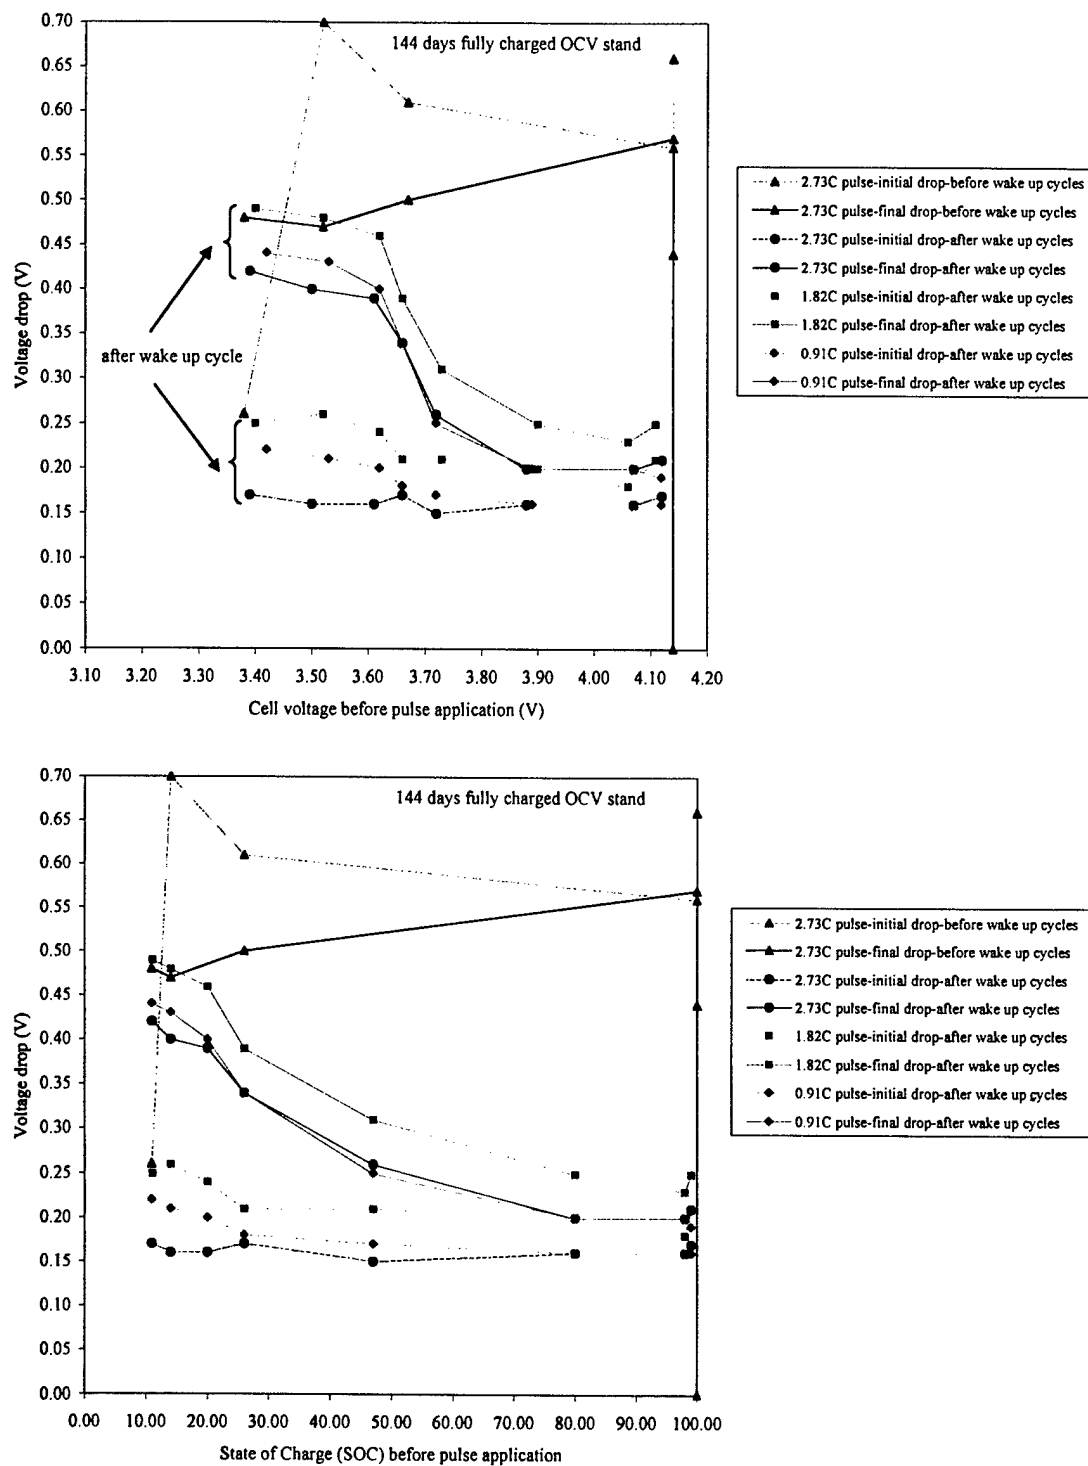 0.70
144 days fully charged OCV stand
0.65
0.60
0.55
0.50
0.45
0.40
0.35
0.30
0.25
0.20
0.15
0.10
0.05
0.00
Voltage drop (V)
after wake up cycle
3.10 3.20 3.30 3.40 3.50 3.60 3.70 3.80 3.90 4.00 4.10 4.20
Cell voltage before pulse application (V)
2.73C pulse-initial drop-before wake up cycles
2.73C pulse-final drop-before wake up cycles
2.73C pulse-initial drop-after wake up cycles
2.73C pulse-final drop-after wake up cycles
1.82C pulse-initial drop-after wake up cycles
1.82C pulse-final drop-after wake up cycles
0.91C pulse-initial drop-after wake up cycles
0.91C pulse-final drop-after wake up cycles
0.70
144 days fully charged OCV stand
0.65
0.60
0.55
0.50
0.45
0.40
0.35
0.30
0.25
0.20
0.15
0.10
0.05
0.00
Voltage drop (V)
0.00 10.00 20.00 30.00 40.00 50.00 60.00 70.00 80.00 90.00 100.00
State of Charge (SOC) before pulse application
2.73C pulse-initial drop-before wake up cycles
2.73C pulse-final drop-before wake up cycles
2.73C pulse-initial drop-after wake up cycles
2.73C pulse-final drop-after wake up cycles
1.82C pulse-initial drop-after wake up cycles
1.82C pulse-final drop-after wake up cycles
0.91C pulse-initial drop-after wake up cycles
0.91C pulse-final drop-after wake up cycles